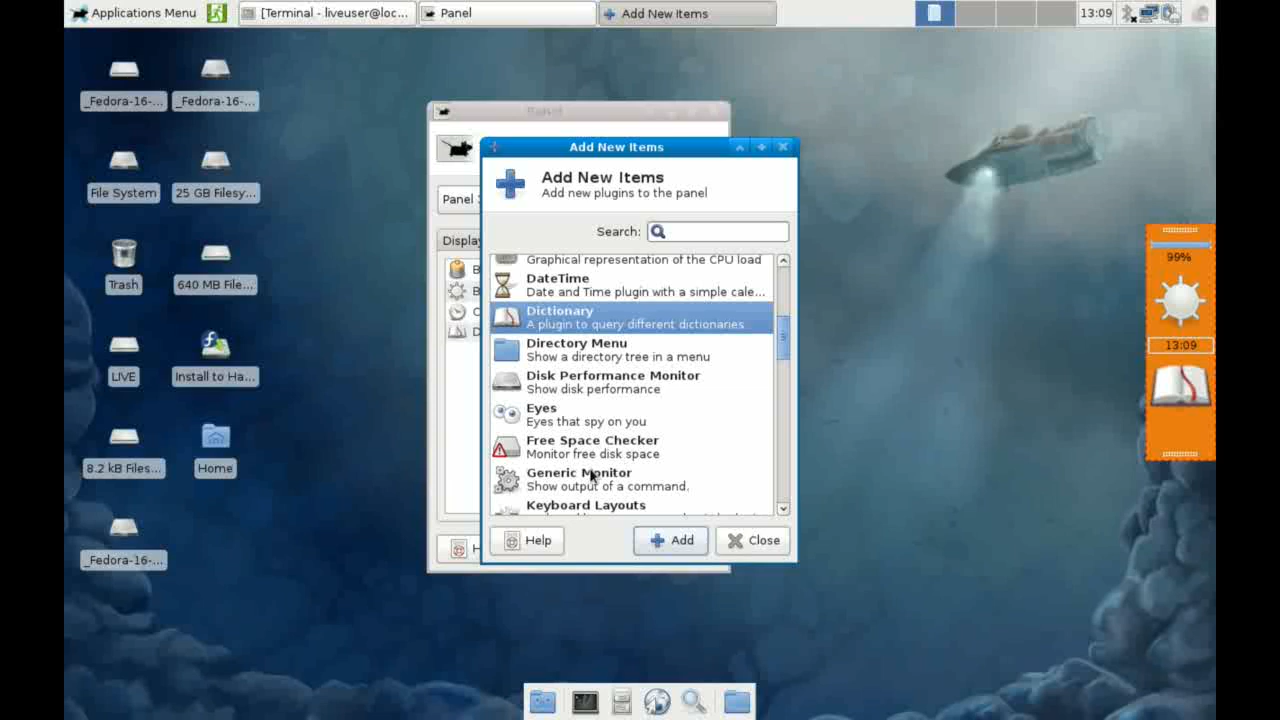 Applications Menu
[Terminal - liveuser@loc...
Panel
Add New Items
13:09
_Fedora-16-...
_Fedora-16-...
File System
25 GB Filesy...
Trash
640 MB File...
LIVE
Install to Ha...
8.2 kB Files...
Home
_Fedora-16-...
Panel
Panel
Display
Add New Items
Add New Items
Add new plugins to the panel
Search:
Graphical representation of the CPU load
DateTime
Date and Time plugin with a simple cale...
Dictionary
A plugin to query different dictionaries
Directory Menu
Show a directory tree in a menu
Disk Performance Monitor
Show disk performance
Eyes
Eyes that spy on you
Free Space Checker
Monitor free disk space
Generic Monitor
Show output of a command.
Keyboard Layouts
Help
Add
Close
99%
13:09